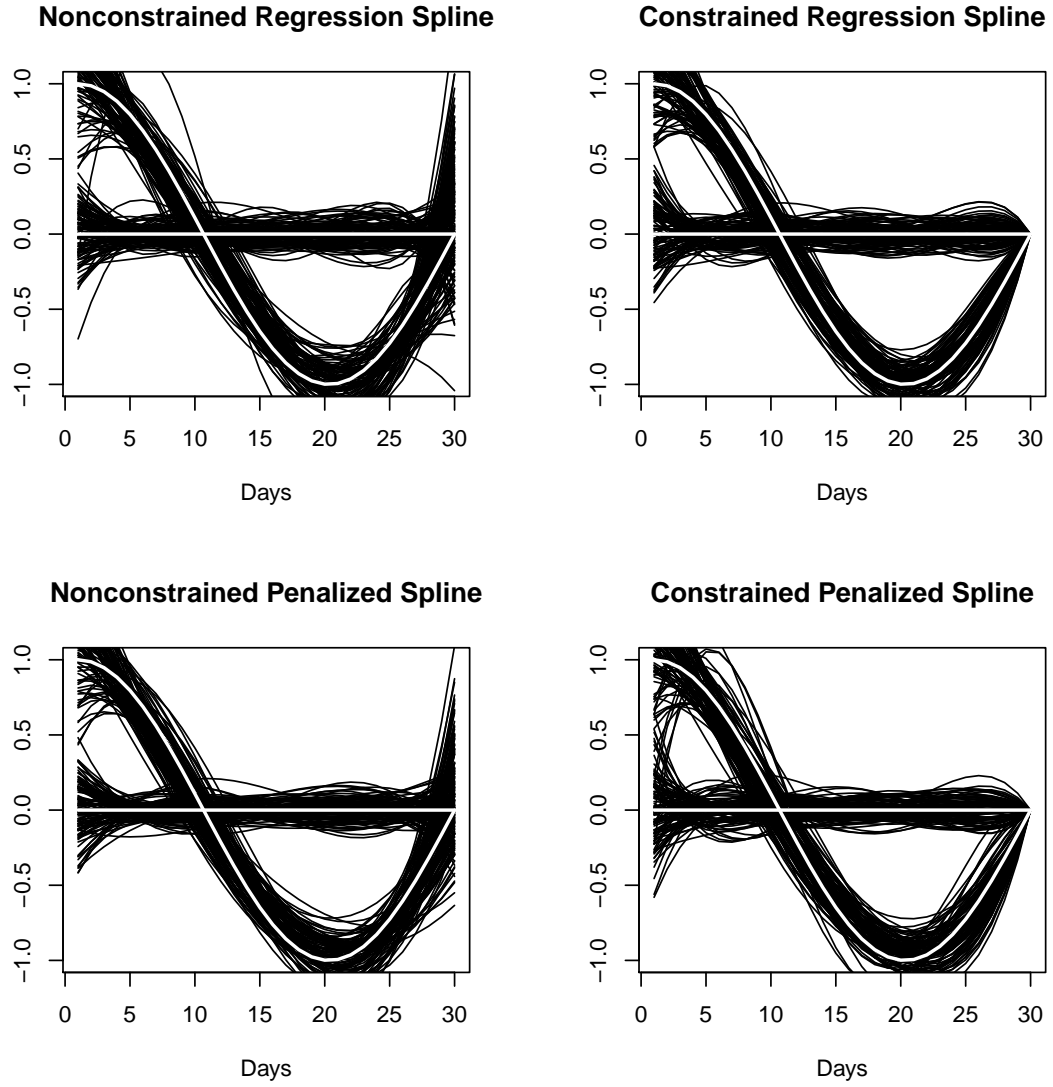 Nonconstrained Regression Spline
1.0
0.5
0.0
−0.5
−1.0
0 5 10 15 20 25 30
Days
Constrained Regression Spline
1.0
0.5
0.0
−0.5
−1.0
0 5 10 15 20 25 30
Days
Nonconstrained Penalized Spline
1.0
0.5
0.0
−0.5
−1.0
0 5 10 15 20 25 30
Days
Constrained Penalized Spline
1.0
0.5
0.0
−0.5
−1.0
0 5 10 15 20 25 30
Days